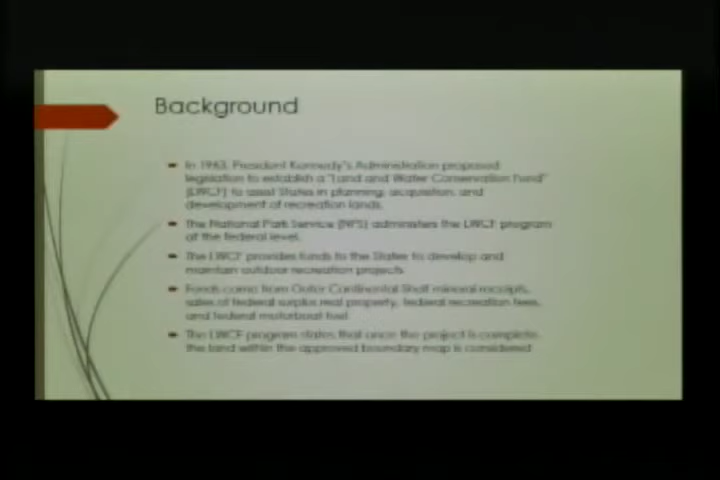 Background
In 1963, President Kennedy's Administration proposed
legislation to establish a "Land and Water Conservation Fund"
(LWCF) to assist States in planning, acquisition, and
development of recreation lands.
The National Park Service (NPS) administers the LWCF program
at the federal level.
The LWCF provides funds to the States to develop and
maintain outdoor recreation projects.
Funds come from Outer Continental Shelf mineral receipts,
sales of federal surplus real property, federal recreation fees,
and federal motorboat fuel
The LWCF program states that once the project is complete,
the land within the approved boundary map is considered